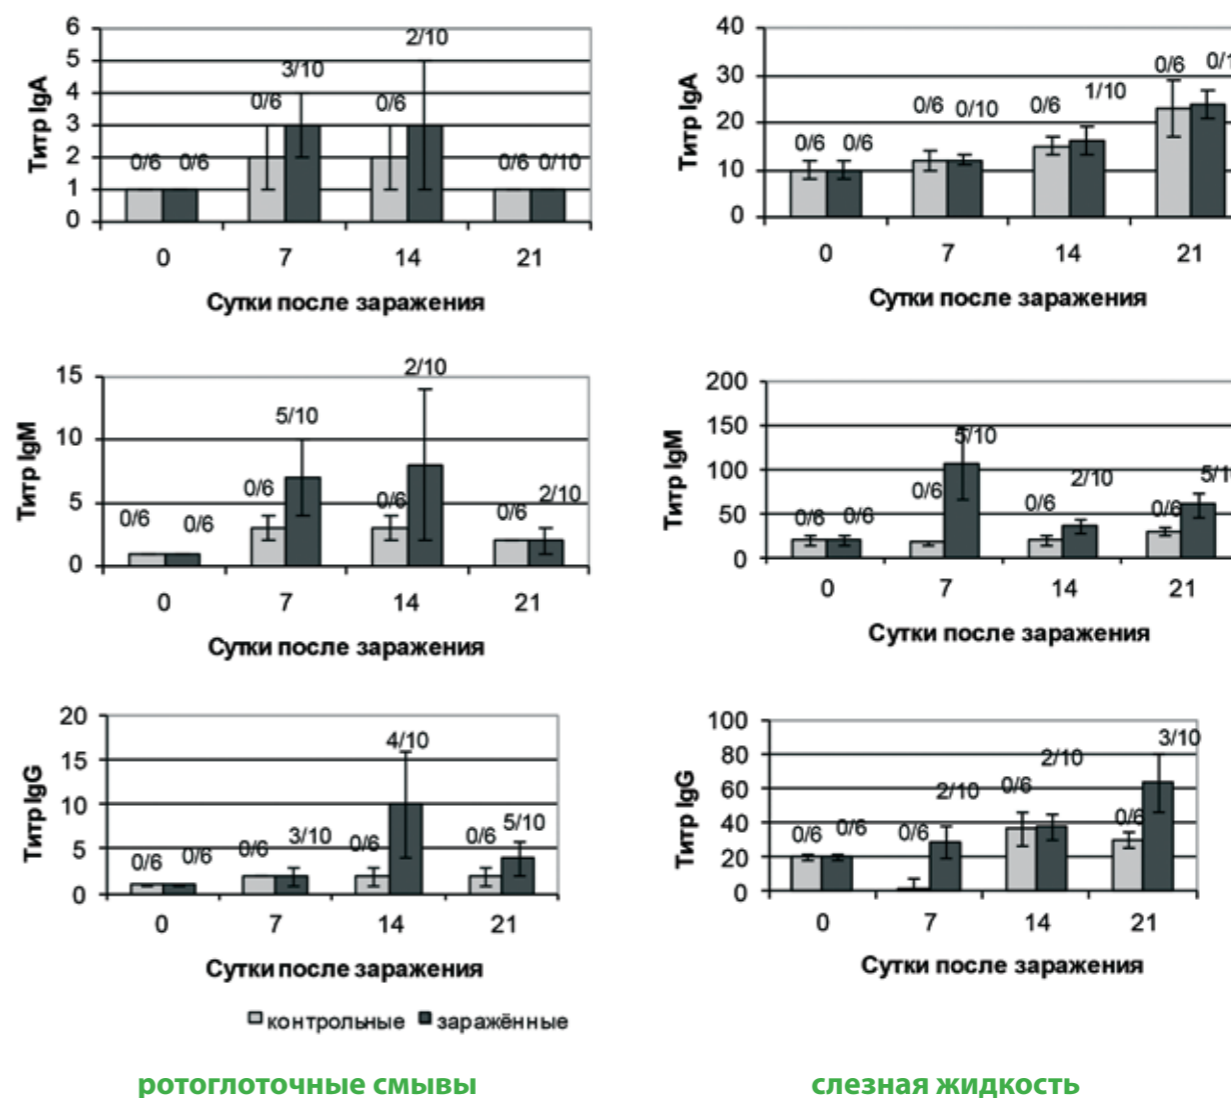 Титр IgA
6
5
4
3
2
1
0
0/6 0/6
0/6 3/10
0/6 2/10
0/6 0/10
0 7 14 21
Сутки после заражения
Титр IgA
40
30
20
10
0
0/6 0/6
0/6 0/10
0/6 1/10
0/6 0/1
0 7 14 21
Сутки после заражения
Титр IgM
15
10
5
0
0/6 0/6
0/6 5/10
0/6 2/10
0/6 2/10
0 7 14 21
Сутки после заражения
Титр IgM
200
150
100
50
0
0/6 0/6
0/6 5/10
0/6 2/10
0/6 5/1
0 7 14 21
Сутки после заражения
Титр IgG
20
15
10
5
0
0/6 0/6
0/6 3/10
0/6 4/10
0/6 5/10
0 7 14 21
Сутки после заражения
Титр IgG
100
80
60
40
20
0
0/6 0/6
0/6 2/10
0/6 2/10
0/6 3/10
0 7 14 21
Сутки после заражения
контрольные заражённые
ротоглоточные смывы
слезная жидкость